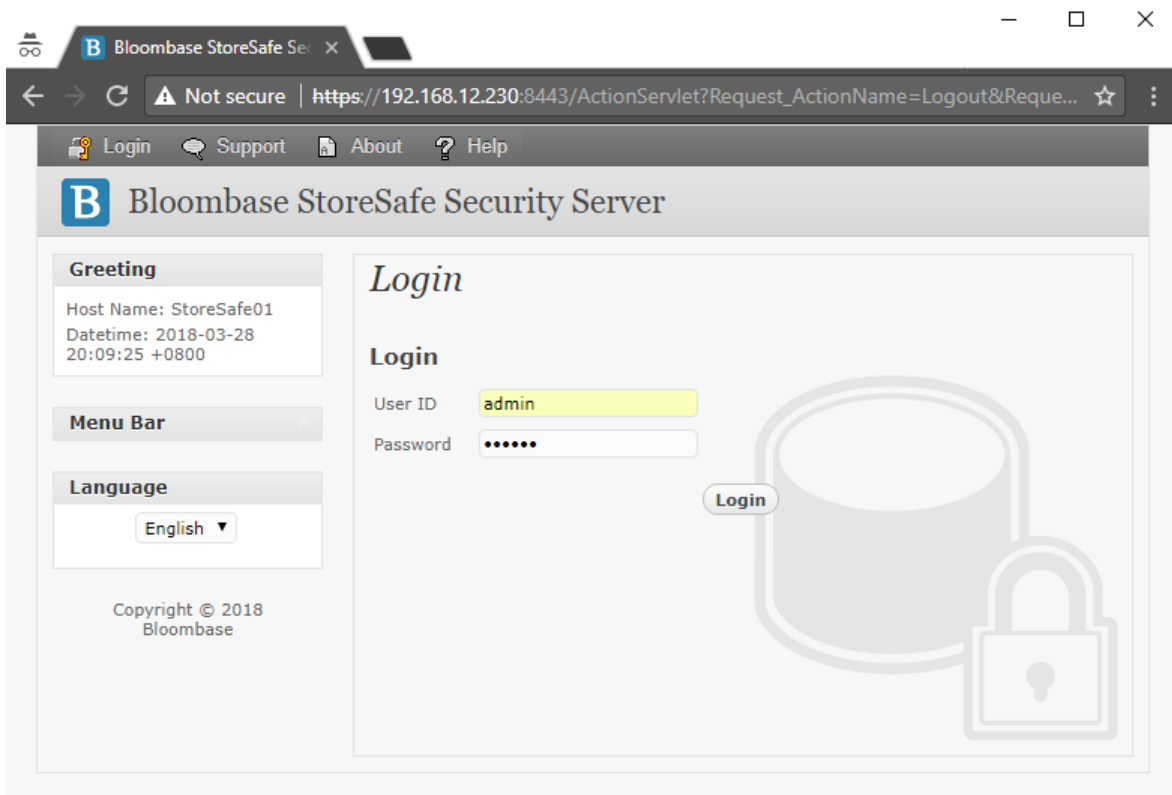 Bloombase StoreSafe Sec
Not secure | https://192.168.12.230:8443/ActionServlet?Request_ActionName=Logout&Reque...
Login Support About Help
B Bloombase StoreSafe Security Server
Greeting
Host Name: StoreSafe01
Datetime: 2018-03-28
20:09:25 +0800
Menu Bar
Language
English
Copyright © 2018
Bloombase
Login
Login
User ID admin
Password ••••••
Login